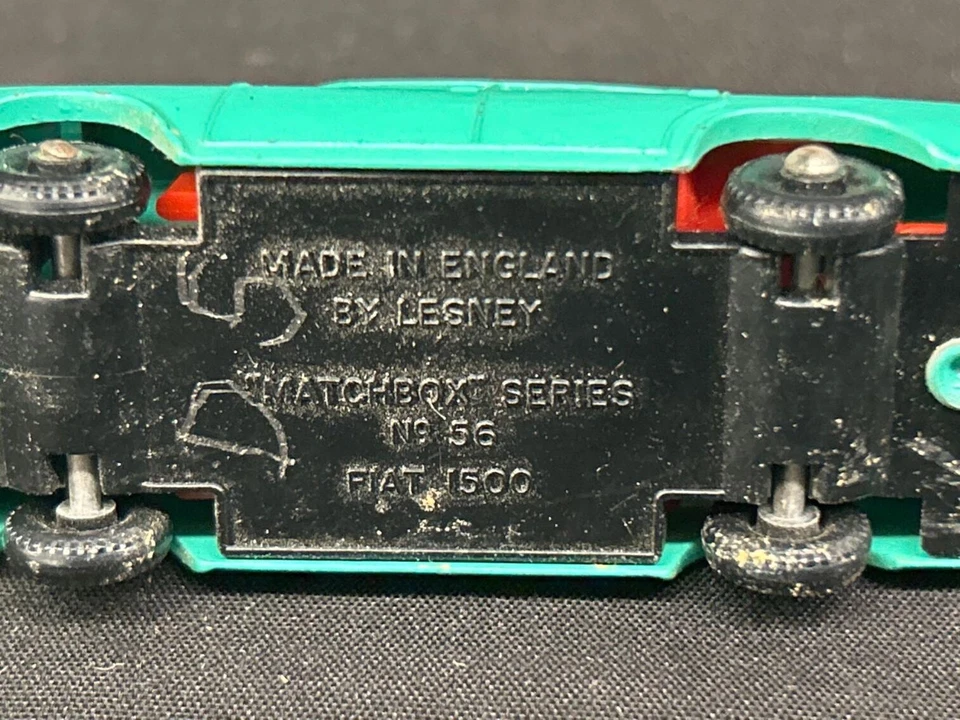 MADE IN ENGLAND
BY LESNEY
"MATCHBOX" SERIES
Nº 56
FIAT 1500
S
D